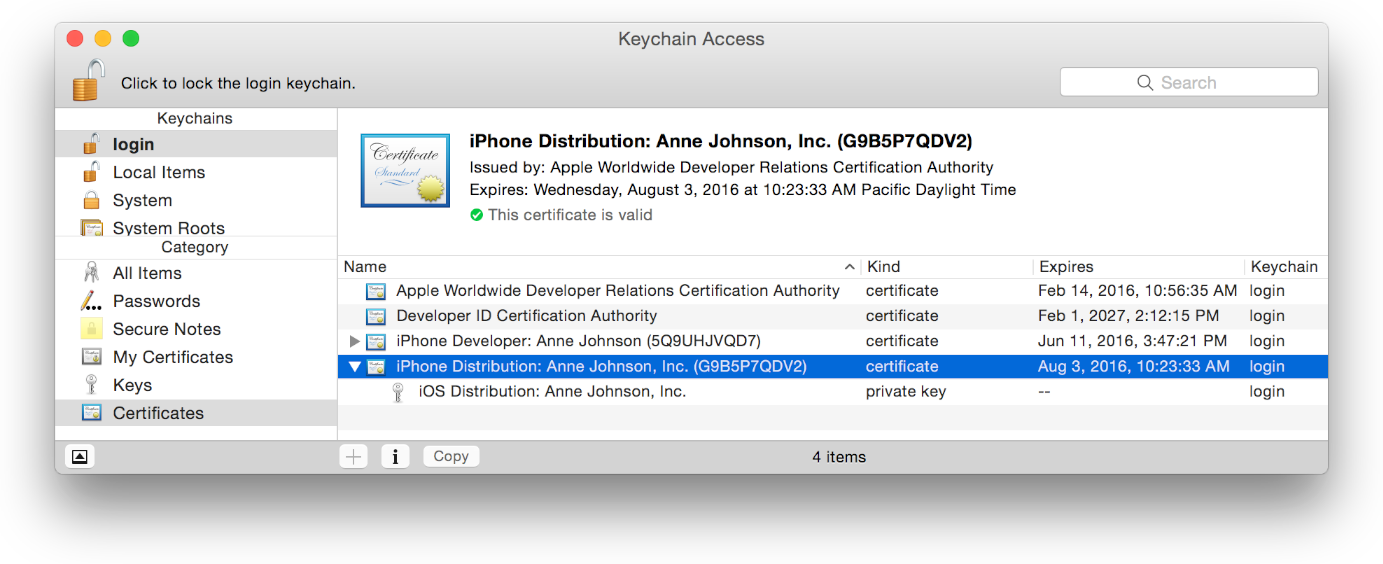 Keychain Access
Click to lock the login keychain.
Search
Keychains
login
Local Items
System
System Roots
Category
All Items
Passwords
Secure Notes
My Certificates
Keys
Certificates
Certificate
Standard
iPhone Distribution: Anne Johnson, Inc. (G9B5P7QDV2)
Issued by: Apple Worldwide Developer Relations Certification Authority
Expires: Wednesday, August 3, 2016 at 10:23:33 AM Pacific Daylight Time
This certificate is valid
Name Kind Expires Keychain
Apple Worldwide Developer Relations Certification Authority certificate Feb 14, 2016, 10:56:35 AM login
Developer ID Certification Authority certificate Feb 1, 2027, 2:12:15 PM login
iPhone Developer: Anne Johnson (5Q9UHJVQD7) certificate Jun 11, 2016, 3:47:21 PM login
iPhone Distribution: Anne Johnson, Inc. (G9B5P7QDV2) certificate Aug 3, 2016, 10:23:33 AM login
iOS Distribution: Anne Johnson, Inc. private key -- login
Copy
4 items